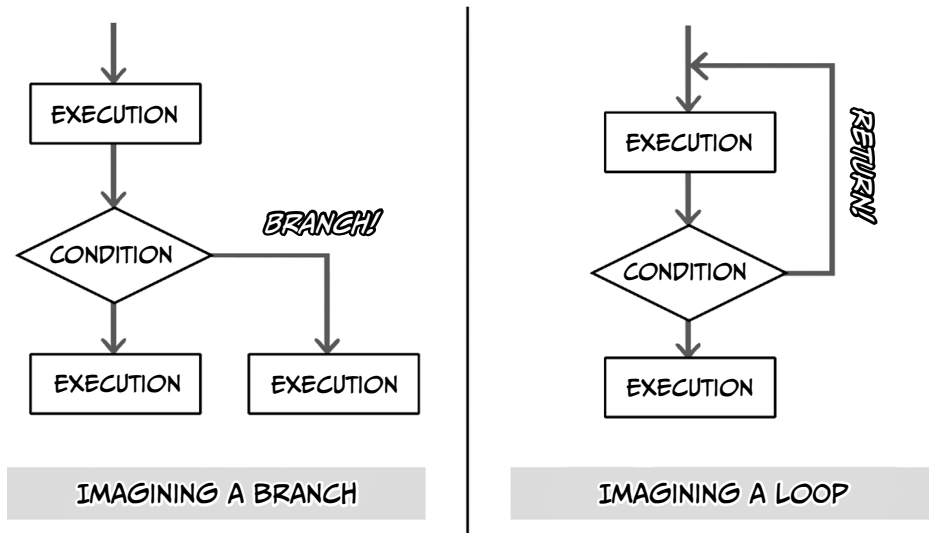 EXECUTION
CONDITION
BRANCH!
EXECUTION
EXECUTION
IMAGINING A BRANCH
EXECUTION
RETURN!
CONDITION
EXECUTION
IMAGINING A LOOP